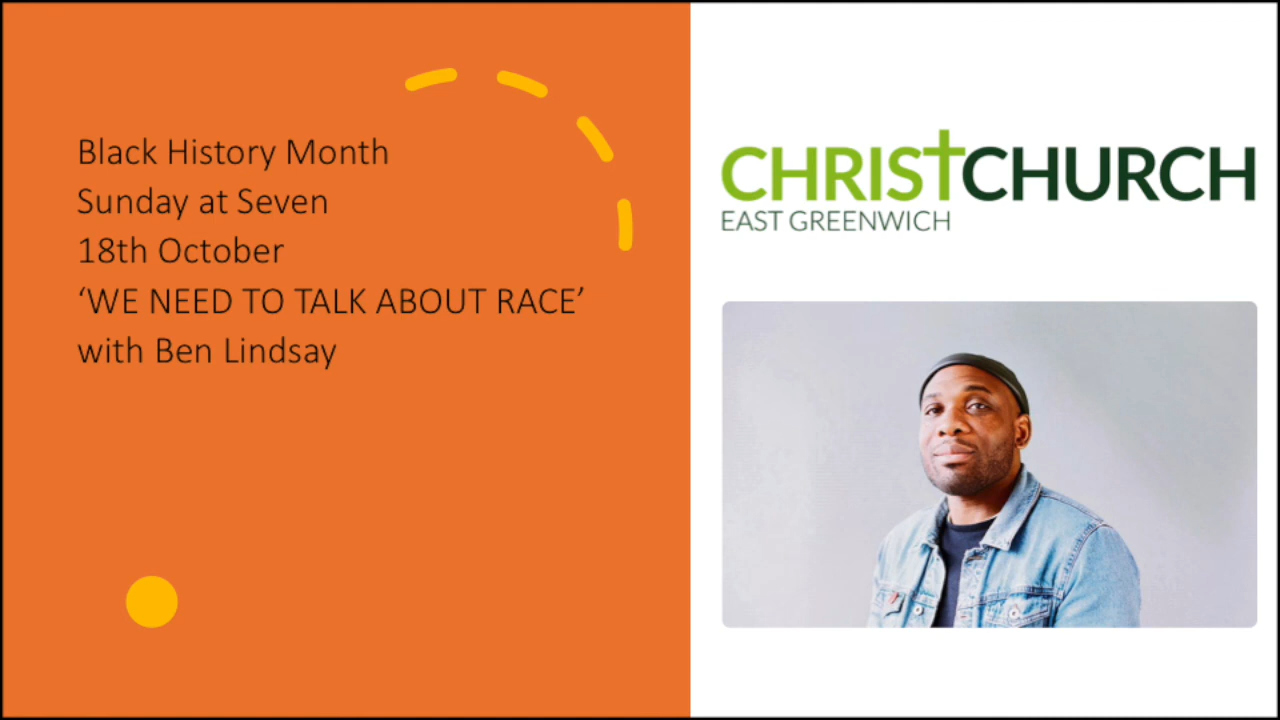 Black History Month
Sunday at Seven
18th October
‘WE NEED TO TALK ABOUT RACE’
with Ben Lindsay
CHRISTCHURCH
EAST GREENWICH